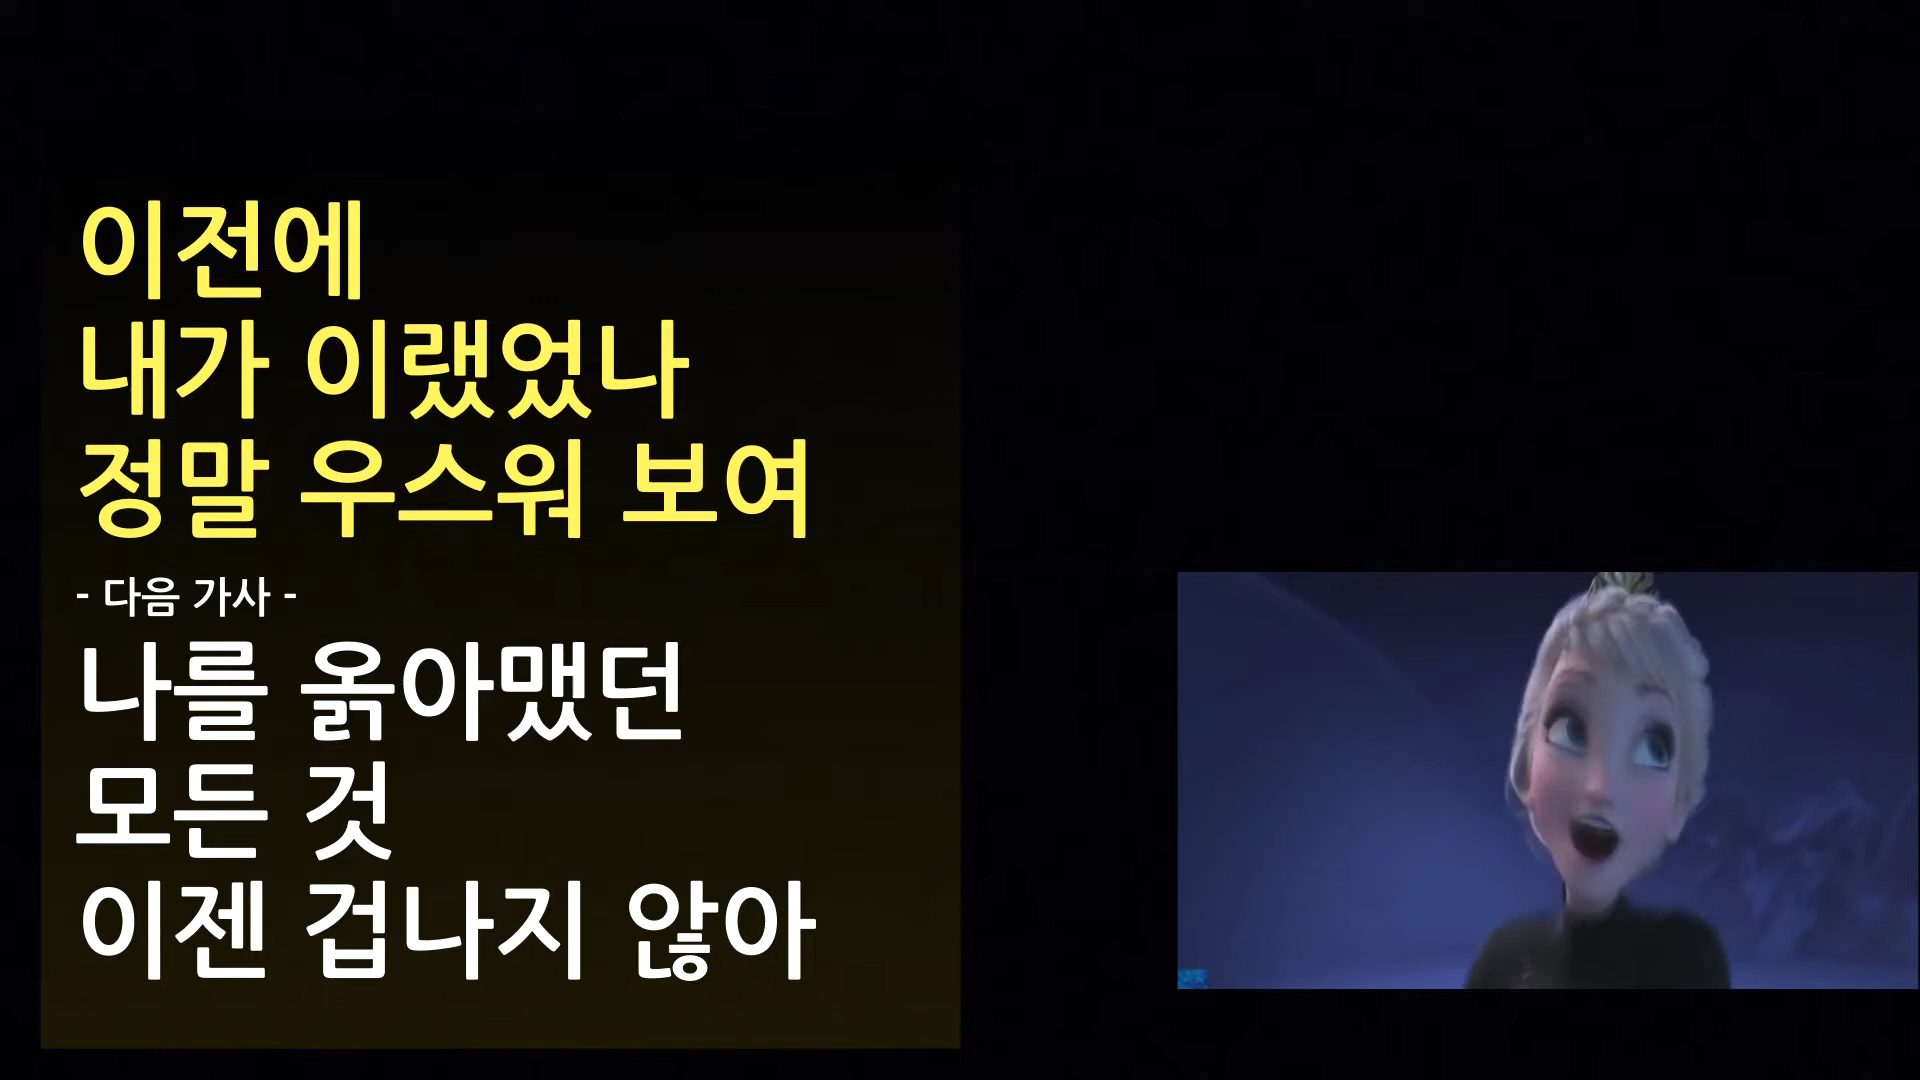 이전에
내가 이랬었나
정말 우스워 보여
- 다음 가사 -
나를 옭아맸던
모든 것
이젠 겁나지 않아